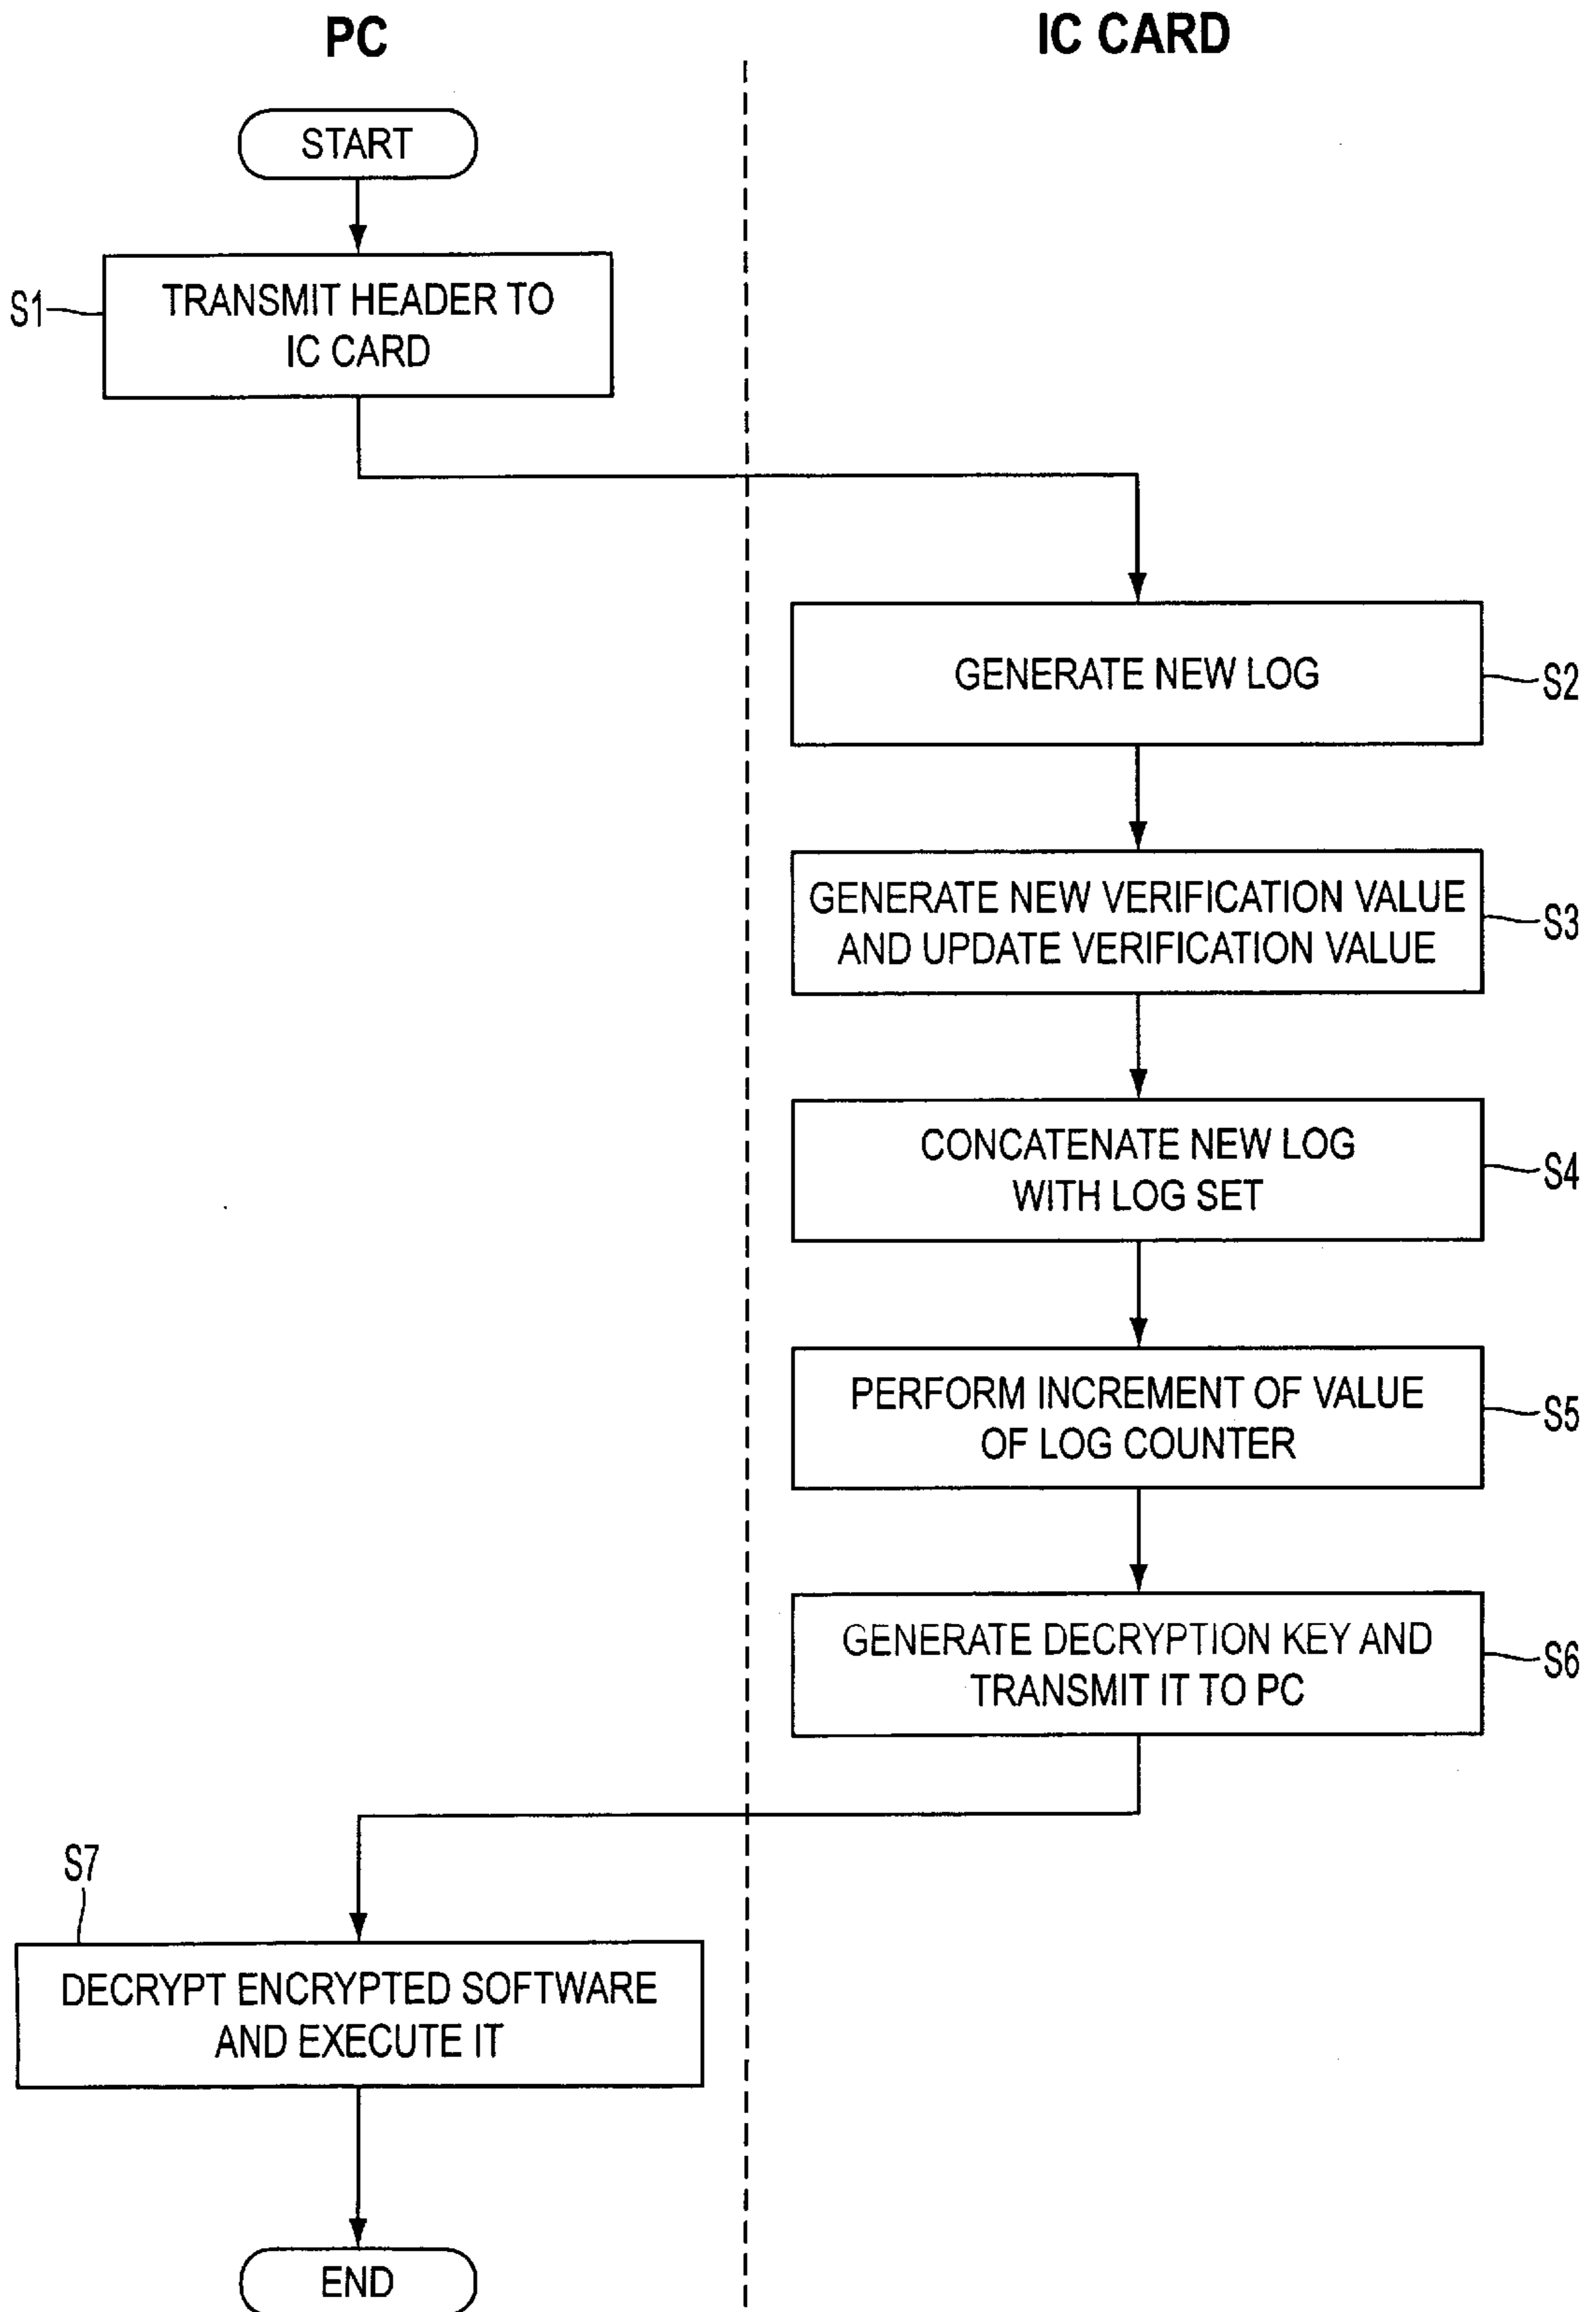 PC
IC CARD
START
S1
TRANSMIT HEADER TO
IC CARD
GENERATE NEW LOG
S2
GENERATE NEW VERIFICATION VALUE
AND UPDATE VERIFICATION VALUE
S3
CONCATENATE NEW LOG
WITH LOG SET
S4
PERFORM INCREMENT OF VALUE
OF LOG COUNTER
S5
GENERATE DECRYPTION KEY AND
TRANSMIT IT TO PC
S6
S7
DECRYPT ENCRYPTED SOFTWARE
AND EXECUTE IT
END